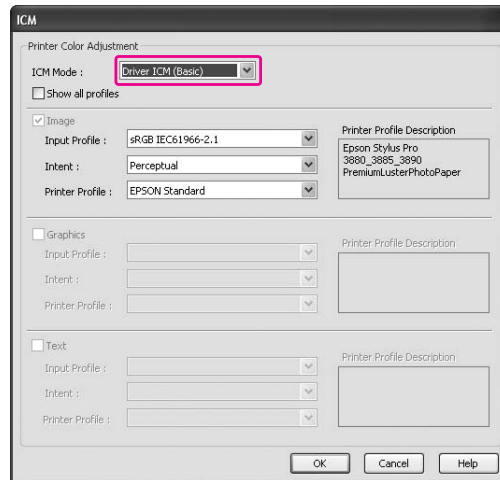 ICM
Printer Color Adjustment
ICM Mode : Driver ICM (Basic)
Show all profiles
Image
Input Profile : sRGB IEC61966-2.1
Intent : Perceptual
Printer Profile : EPSON Standard
Printer Profile Description
Epson Stylus Pro
3880_3885_3890
PremiumLusterPhotoPaper
Graphics
Input Profile :
Intent :
Printer Profile :
Printer Profile Description
Text
Input Profile :
Intent :
Printer Profile :
Printer Profile Description
OK Cancel Help